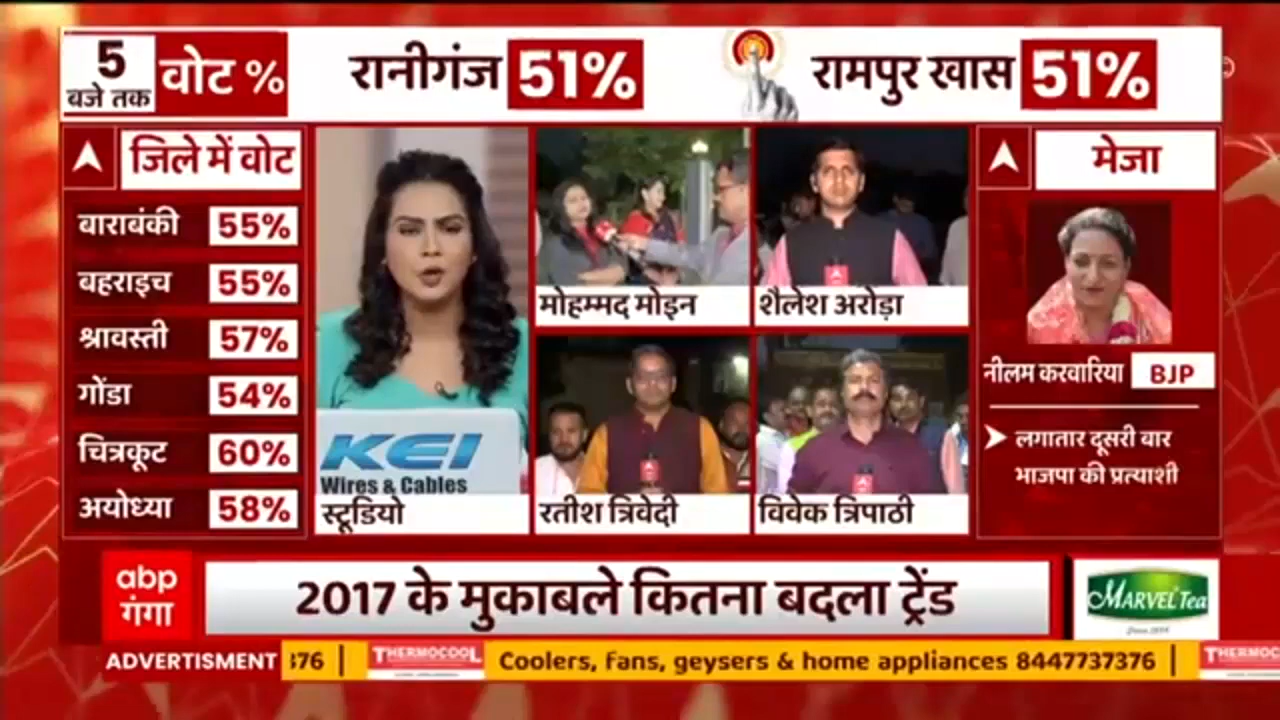 5
बजे तक
वोट %
रानीगंज 51%
रामपुर खास 51%
जिले में वोट
बाराबंकी 55%
बहराइच 55%
श्रावस्ती 57%
गोंडा 54%
चित्रकूट 60%
अयोध्या 58%
KEI
Wires & Cables
स्टूडियो
मोहम्मद मोइन
शैलेश अरोड़ा
रतीश त्रिवेदी
विवेक त्रिपाठी
मेजा
नीलम करवारिया BJP
लगातार दूसरी बार
भाजपा की प्रत्याशी
abp
गंगा
2017 के मुकाबले कितना बदला ट्रेंड
MARVEL Tea
ADVERTISMENT
376 | THERMOCOOL Coolers, fans, geysers & home appliances 8447737376 | THERMOC